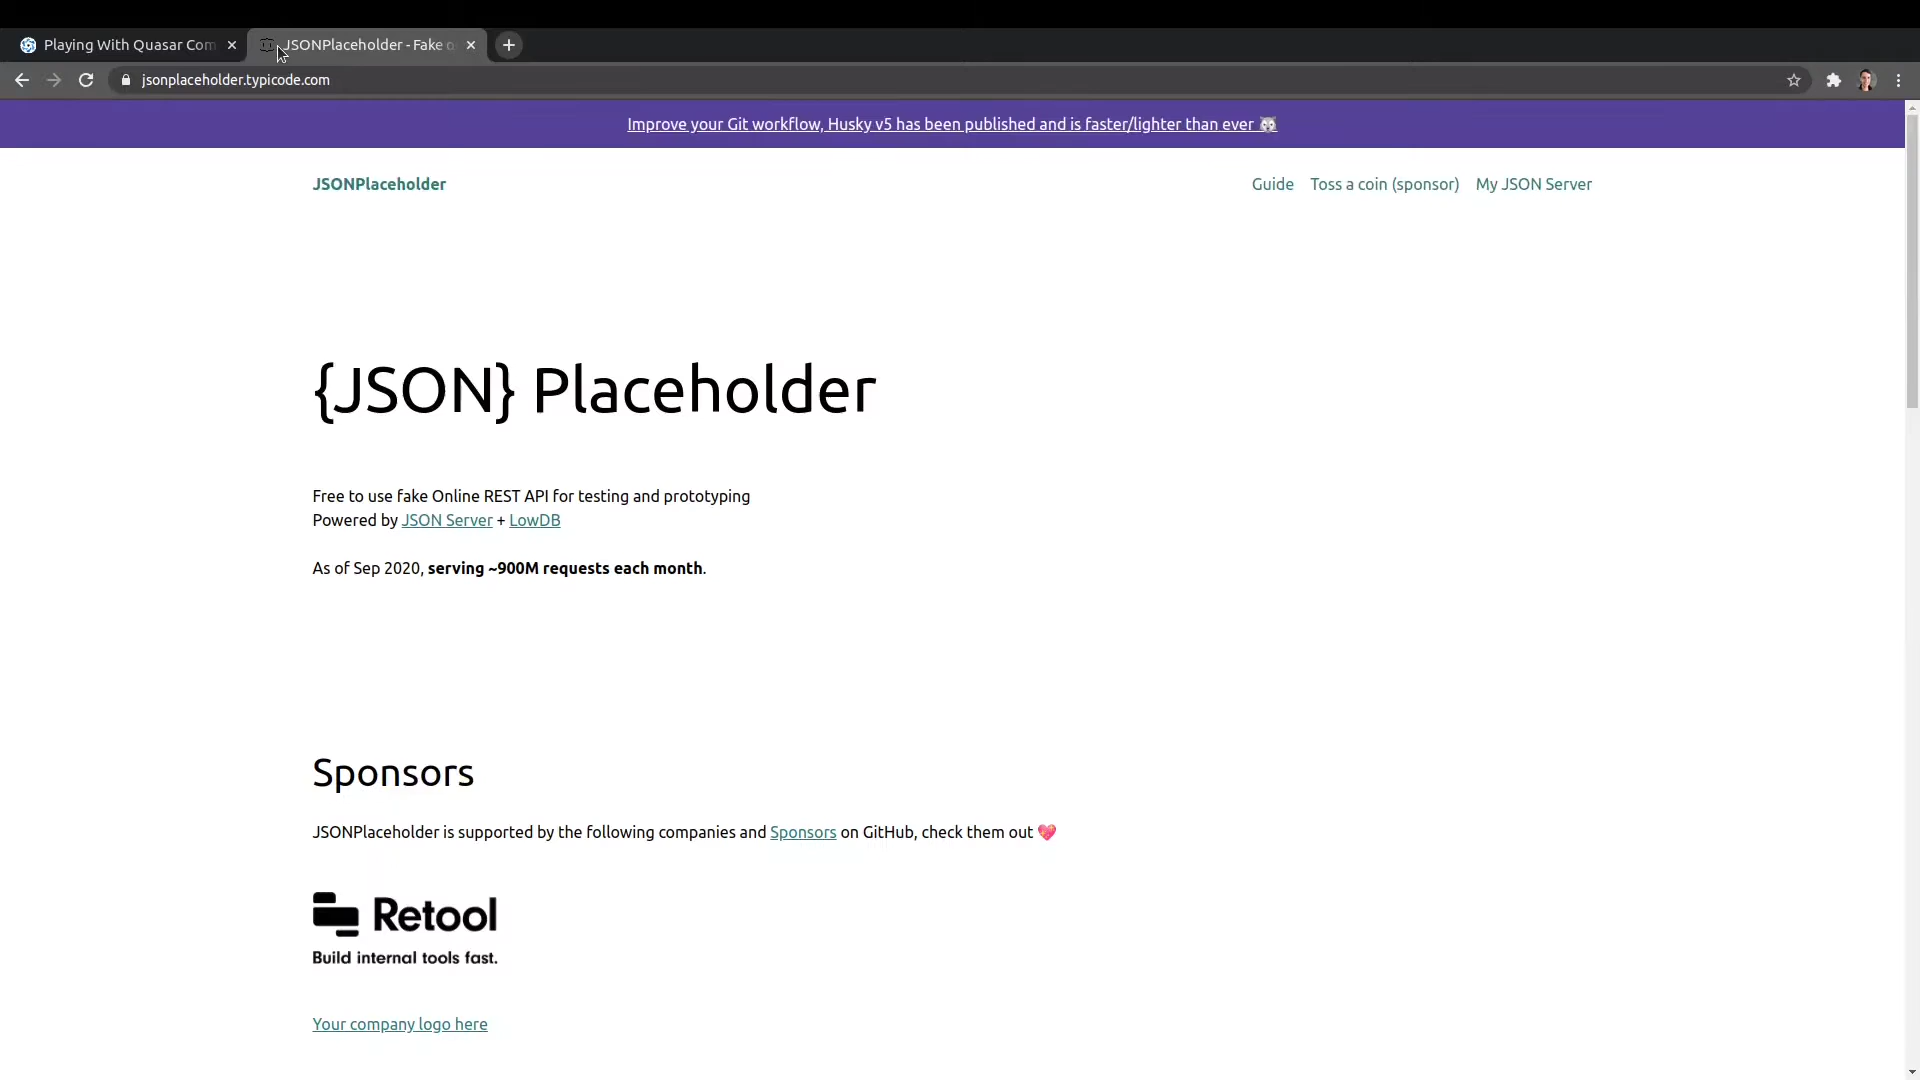 Playing With Quasar Com
JSONPlaceholder - Fake o
jsonplaceholder.typicode.com
Improve your Git workflow, Husky v5 has been published and is faster/lighter than ever 🐺
JSONPlaceholder
Guide Toss a coin (sponsor) My JSON Server
{JSON} Placeholder
Free to use fake Online REST API for testing and prototyping
Powered by JSON Server + LowDB
As of Sep 2020, serving ~900M requests each month.
Sponsors
JSONPlaceholder is supported by the following companies and Sponsors on GitHub, check them out 💖
Retool
Build internal tools fast.
Your company logo here